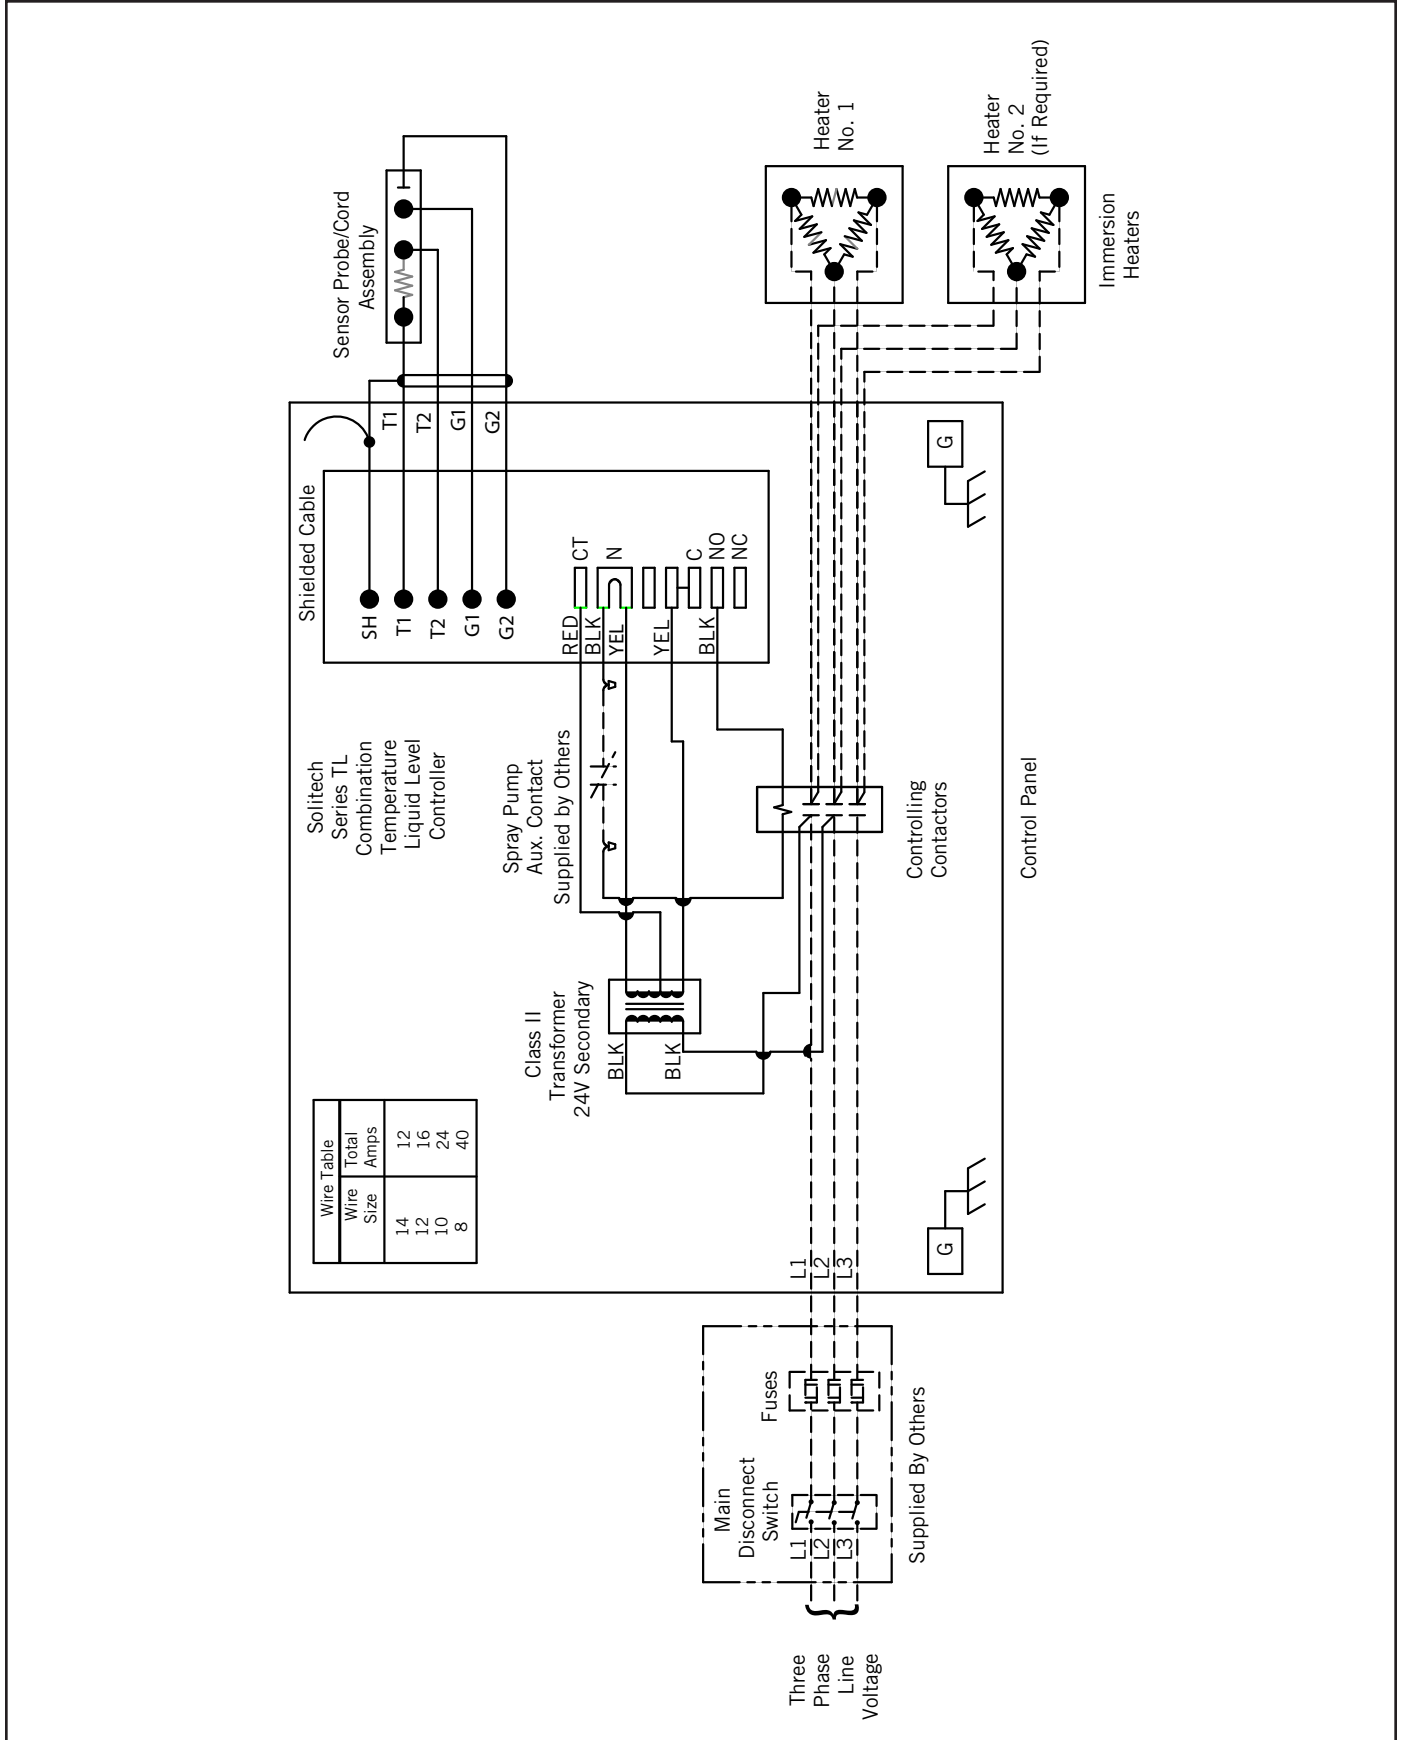 Wire Table
Wire
Size
Total
Amps
14 12
12 16
10 24
8 40
Solitech
Series TL
Combination
Temperature
Liquid Level
Controller
Shielded Cable
Sensor Probe/Cord
Assembly
SH
T1
T2
G1
G2
T1
T2
G1
G2
Class II
Transformer
24V Secondary
BLK
BLK
Spray Pump
Aux. Contact
Supplied by Others
RED
BLK
YEL
YEL
BLK
CT
N
C
NO
NC
Three
Phase
Line
Voltage
Main
Disconnect
Switch
L1
L2
L3
Fuses
Supplied By Others
L1
L2
L3
G
G
Controlling
Contactors
Control Panel
Heater
No. 1
Heater
No. 2
(If Required)
Immersion
Heaters